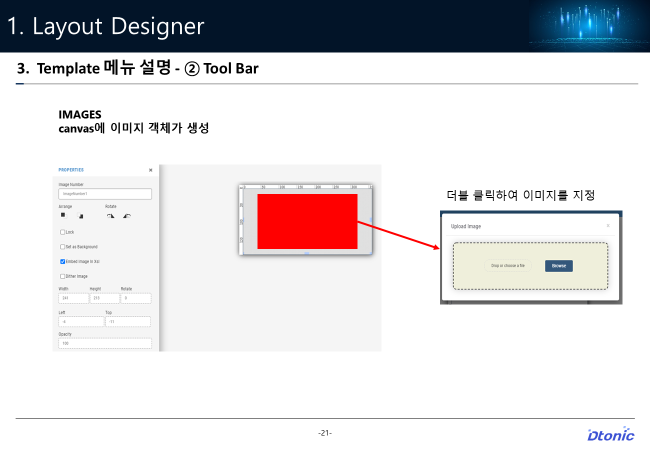 1. Layout Designer
3. Template 메뉴 설명 - ② Tool Bar
IMAGES
canvas에 이미지 객체가 생성
PROPERTIES
Image Number
ImageNumber1
Arrange Rotate
Lock
Set as Background
Embed Image in XSL
Dither Image
Width Height Rotate
Left Top
Opacity
100
더블 클릭하여 이미지를 지정
Upload Image
Drop or choose a file
Browse
-21-
Dtonic